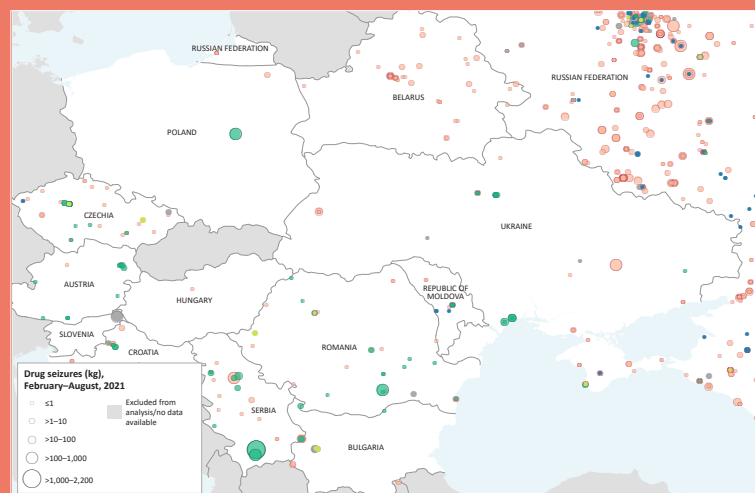 RUSSIAN FEDERATION
RUSSIAN FEDERATION
BELARUS
POLAND
CZECHIA
UKRAINE
AUSTRIA
HUNGARY
REPUBLIC OF
MOLDOVA
SLOVENIA
CROATIA
ROMANIA
SERBIA
BULGARIA
Drug seizures (kg),
February–August, 2021
≤1
>1–10
>10–100
>100–1,000
>1,000–2,200
Excluded from
analysis/no data
available